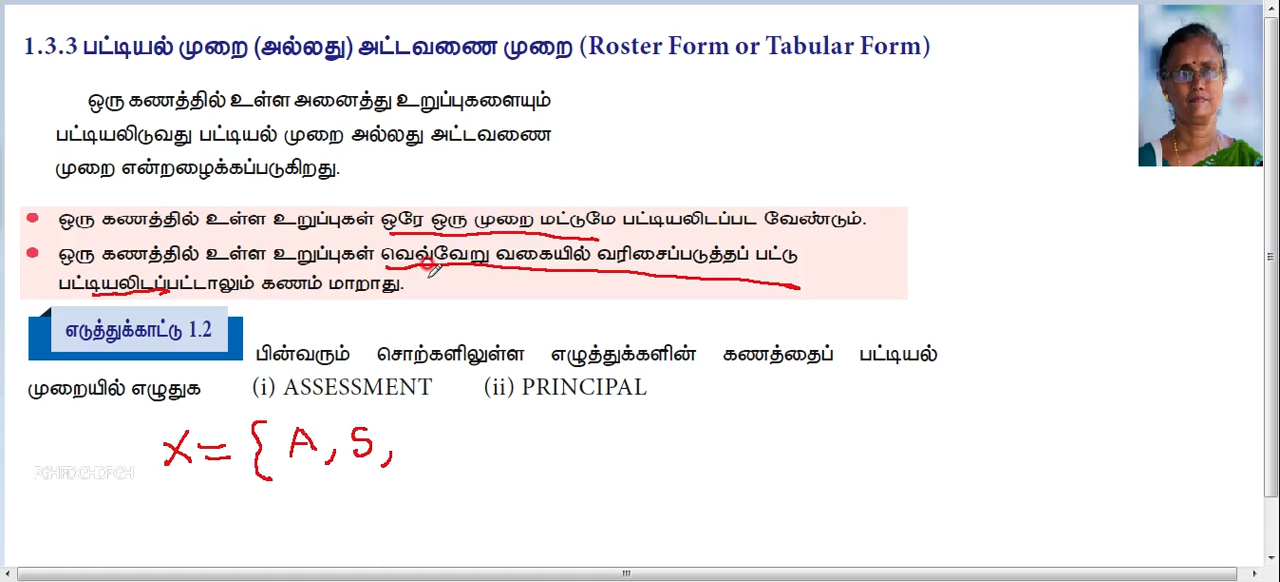 1.3.3 பட்டியல் முறை (அல்லது) அட்டவணை முறை (Roster Form or Tabular Form)
ஒரு கணத்தில் உள்ள அனைத்து உறுப்புகளையும்
பட்டியலிடுவது பட்டியல் முறை அல்லது அட்டவணை
முறை என்றழைக்கப்படுகிறது.
ஒரு கணத்தில் உள்ள உறுப்புகள் ஒரே ஒரு முறை மட்டுமே பட்டியலிடப்பட வேண்டும்.
ஒரு கணத்தில் உள்ள உறுப்புகள் வெவ்வேறு வகையில் வரிசைப்படுத்தப் பட்டு
பட்டியலிடப்பட்டாலும் கணம் மாறாது.
எடுத்துக்காட்டு 1.2
பின்வரும் சொற்களிலுள்ள எழுத்துக்களின் கணத்தைப் பட்டியல்
முறையில் எழுதுக (i) ASSESSMENT (ii) PRINCIPAL
X = { A, S,